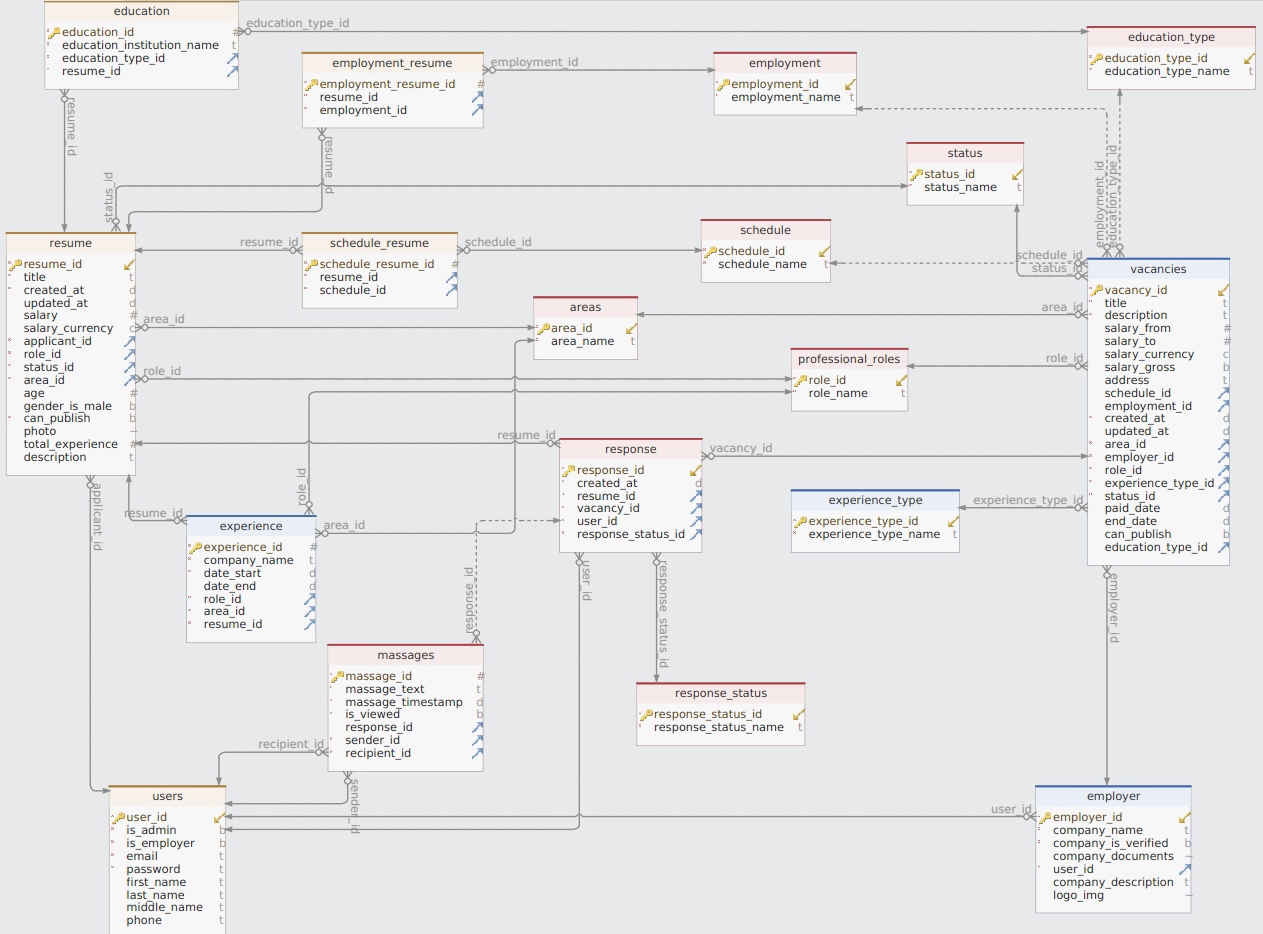 education
education_id #
education_institution_name t
education_type_id
resume_id
education_type_id
education_type
education_type_id
education_type_name t
employment_resume
employment_resume_id #
resume_id
employment_id
employment_id
employment
employment_id
employment_name t
resume_id
resume_id
status_id
status
status_id
status_name t
employment_id
education_type_id
resume
resume_id
title t
created_at d
updated_at d
salary #
salary_currency c
applicant_id
role_id
status_id
area_id
age #
gender_is_male b
can_publish b
photo ~
total_experience #
description t
resume_id
schedule_resume
schedule_resume_id #
resume_id
schedule_id
schedule_id
schedule
schedule_id
schedule_name t
schedule_id
status_id
vacancies
vacancy_id
title t
description t
salary_from #
salary_to #
salary_currency c
salary_gross b
address t
schedule_id
employment_id
created_at d
updated_at d
area_id
employer_id
role_id
experience_type_id
status_id
paid_date d
end_date d
can_publish b
education_type_id
area_id
areas
area_id
area_name t
area_id
role_id
professional_roles
role_id
role_name t
role_id
resume_id
response
response_id
created_at d
resume_id
vacancy_id
user_id
response_status_id
vacancy_id
experience_type
experience_type_id
experience_type_name t
experience_type_id
applicant_id
resume_id
role_id
experience
experience_id #
company_name t
date_start d
date_end d
role_id
area_id
resume_id
area_id
response_id
user_id
response_status_id
employer_id
massages
massage_id #
massage_text t
massage_timestamp d
is_viewed b
response_id
sender_id
recipient_id
response_status
response_status_id
response_status_name t
recipient_id
sender_id
users
user_id
is_admin b
is_employer b
email t
password t
first_name t
last_name t
middle_name t
phone t
user_id
employer
employer_id
company_name t
company_is_verified b
company_documents ~
user_id
company_description t
logo_img ~